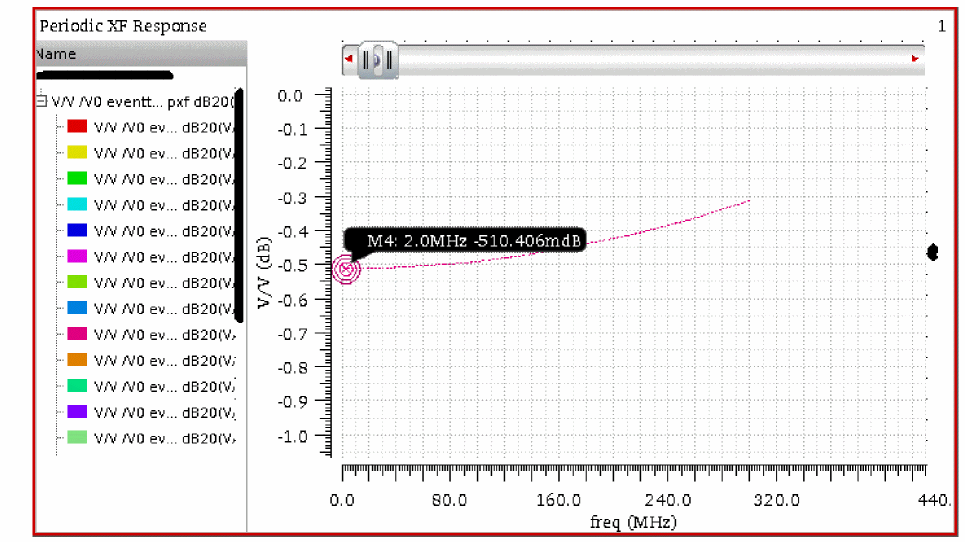 Periodic XF Response
1
Name
V/V /V0 eventt... pxf dB20(
V/V /V0 ev... dB20(V
V/V /V0 ev... dB20(V
V/V /V0 ev... dB20(V
V/V /V0 ev... dB20(V
V/V /V0 ev... dB20(V
V/V /V0 ev... dB20(V
V/V /V0 ev... dB20(V
V/V /V0 ev... dB20(V
V/V /V0 ev... dB20(V
V/V /V0 ev... dB20(V
V/V /V0 ev... dB20(V
V/V /V0 ev... dB20(V
V/V /V0 ev... dB20(V
0.0
-0.1
-0.2
-0.3
-0.4
-0.5
-0.6
-0.7
-0.8
-0.9
-1.0
V/V (dB)
M4: 2.0MHz -510.406mdB
0.0 80.0 160.0 240.0 320.0 440.
freq (MHz)